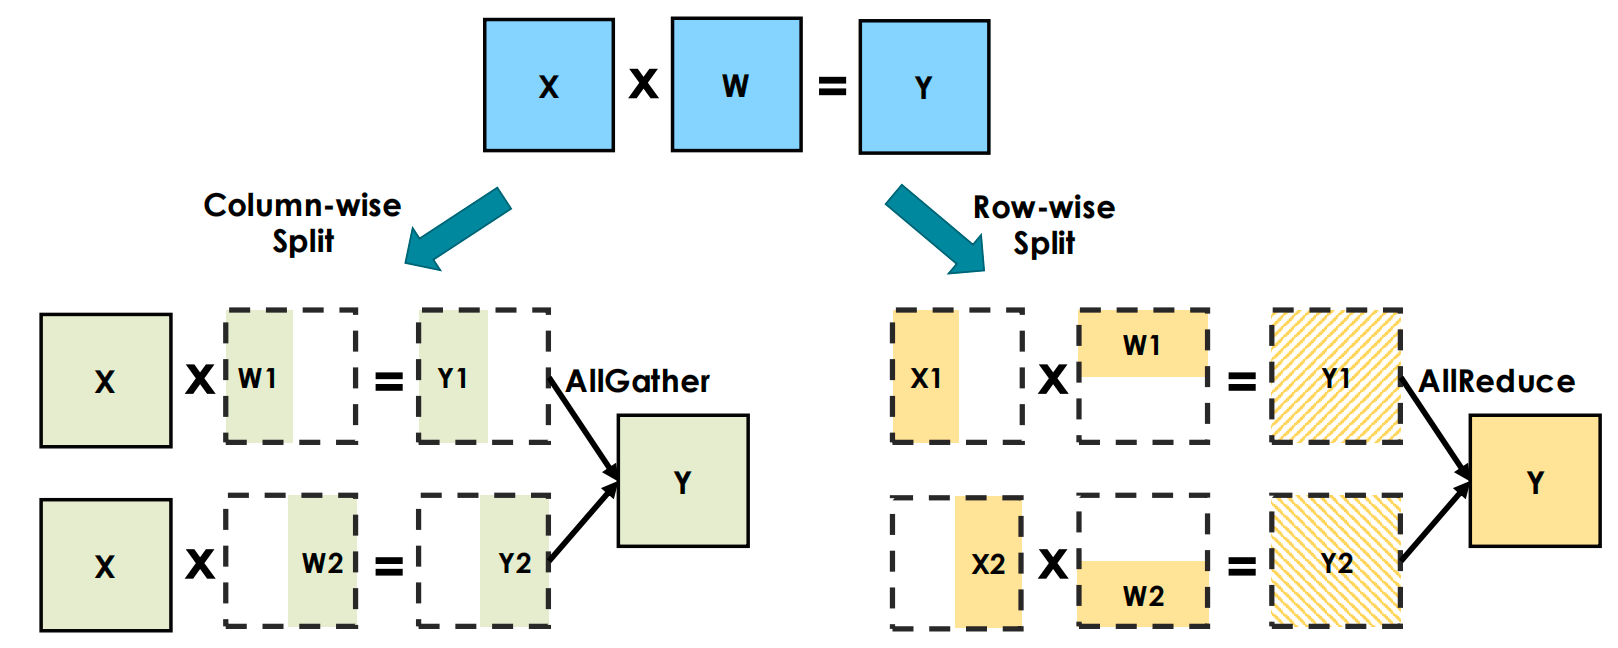 X X W = Y
Column-wise
Split
Row-wise
Split
X X W1 = Y1
AllGather
Y
X X W2 = Y2
X1 X W1 = Y1
AllReduce
Y
X2 X W2 = Y2